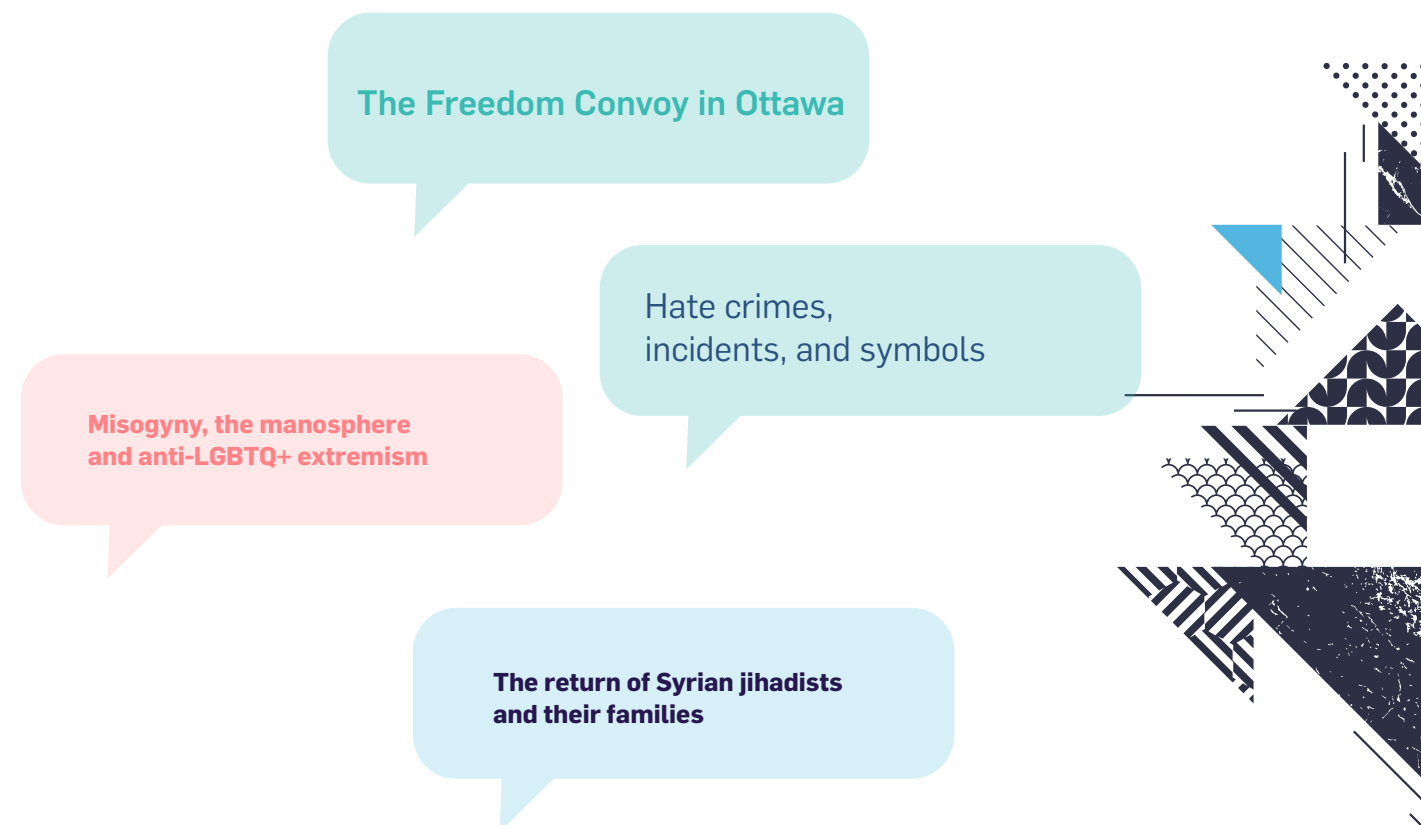 The Freedom Convoy in Ottawa
Hate crimes,
incidents, and symbols
Misogyny, the manosphere
and anti-LGBTQ+ extremism
The return of Syrian jihadists
and their families